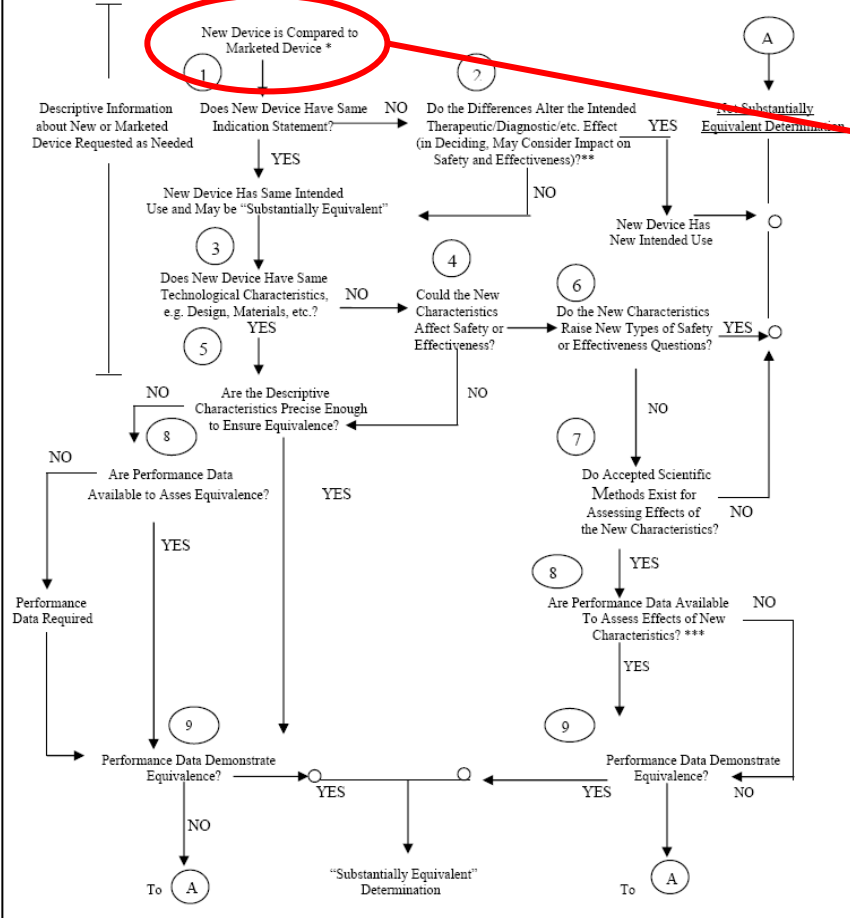 New Device is Compared to
Marketed Device *
A
1
2
Descriptive Information
about New or Marketed
Device Requested as Needed
Does New Device Have Same
Indication Statement?
NO
Do the Differences Alter the Intended
Therapeutic/Diagnostic/etc. Effect
(in Deciding, May Consider Impact on
Safety and Effectiveness)?**
YES
Not Substantially
Equivalent Determination
YES
NO
New Device Has Same Intended
Use and May be “Substantially Equivalent”
New Device Has
New Intended Use
3
4
6
Does New Device Have Same
Technological Characteristics,
e.g. Design, Materials, etc.?
NO
YES
Could the New
Characteristics
Affect Safety or
Effectiveness?
Do the New Characteristics
Raise New Types of Safety
or Effectiveness Questions?
YES
5
NO
Are the Descriptive
Characteristics Precise Enough
to Ensure Equivalence?
NO
NO
8
7
NO
Are Performance Data
Available to Asses Equivalence?
YES
Do Accepted Scientific
Methods Exist for
Assessing Effects of
the New Characteristics?
NO
YES
YES
8
Performance
Data Required
Are Performance Data Available
To Assess Effects of New
Characteristics? ***
NO
YES
9
9
Performance Data Demonstrate
Equivalence?
YES
Performance Data Demonstrate
Equivalence?
YES
NO
NO
To A
“Substantially Equivalent”
Determination
To A